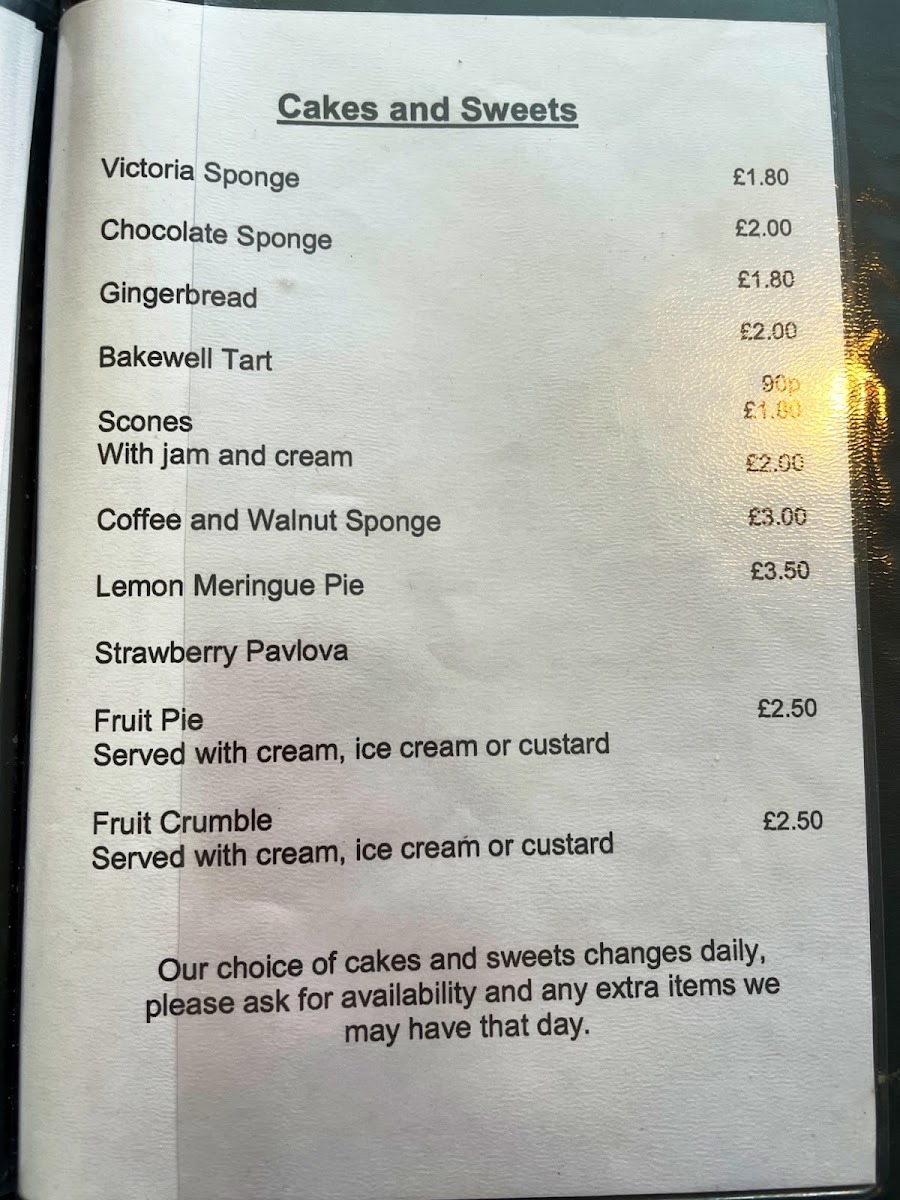 Cakes and Sweets
Victoria Sponge £1.80
Chocolate Sponge £2.00
Gingerbread £1.80
Bakewell Tart £2.00
Scones 90p
With jam and cream £1.80
Coffee and Walnut Sponge £2.00
Lemon Meringue Pie £3.00
Strawberry Pavlova £3.50
Fruit Pie £2.50
Served with cream, ice cream or custard
Fruit Crumble £2.50
Served with cream, ice cream or custard
Our choice of cakes and sweets changes daily,
please ask for availability and any extra items we
may have that day.